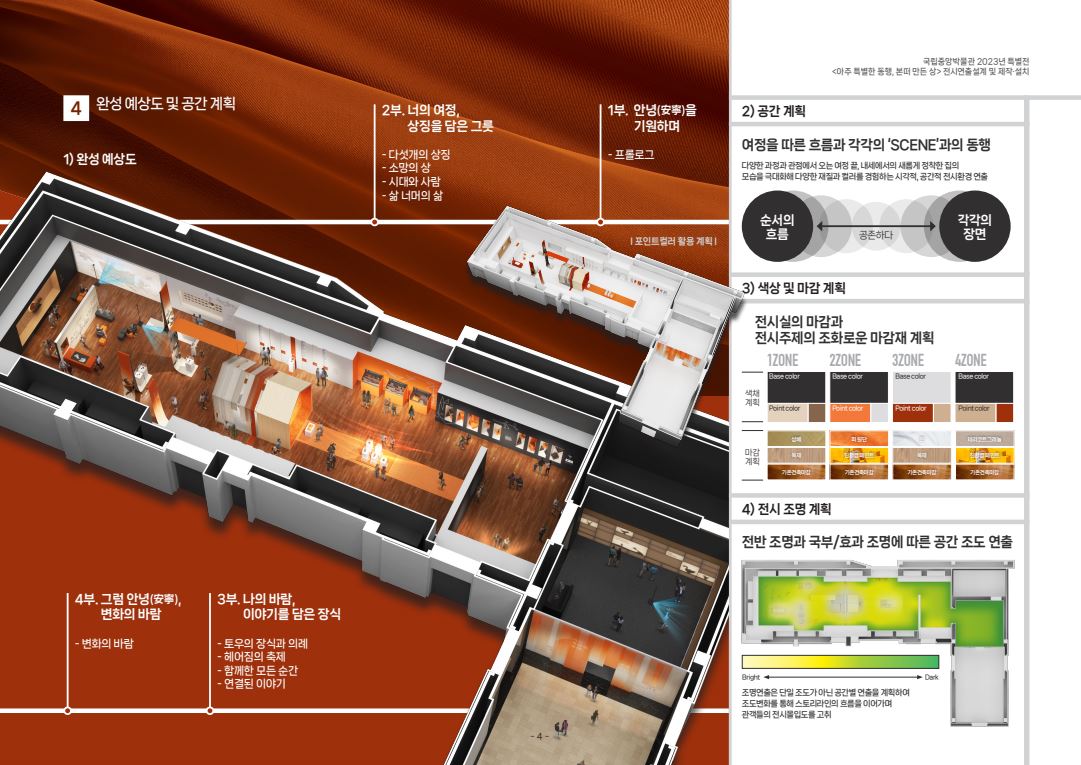 국립중앙박물관 2023년 특별전
<아주 특별한 동행, 본떠 만든 상> 전시연출설계 및 제작·설치
4 완성 예상도 및 공간 계획
1) 완성 예상도
2부. 너의 여정,
상징을 담은 그릇
- 다섯개의 상징
- 소망의 상
- 시대와 사람
- 삶 너머의 삶
1부. 안녕(安寧)을
기원하며
- 프롤로그
| 포인트컬러 활용 계획 |
4부. 그럼 안녕(安寧),
변화의 바람
- 변화의 바람
3부. 나의 바람,
이야기를 담은 장식
- 토우의 장식과 의례
- 헤어짐의 축제
- 함께한 모든 순간
- 연결된 이야기
- 4 -
2) 공간 계획
여정을 따른 흐름과 각각의 'SCENE'과의 동행
다양한 과정과 관점에서 오는 여정 끝, 내세에서의 새롭게 정착한 집의
모습을 극대화해 다양한 재질과 컬러를 경험하는 시각적, 공간적 전시환경 연출
순서의
흐름
공존하다
각각의
장면
3) 색상 및 마감 계획
전시실의 마감과
전시주제의 조화로운 마감재 계획
1ZONE 2ZONE 3ZONE 4ZONE
색채
계획
Base color Base color Base color Base color
Point color Point color Point color Point color
마감
계획
삼베 파 원단 테라코트그래뉼
목재 친환경 페인트 목재 친환경 페인트
기존건축마감 기존건축마감 기존건축마감 기존건축마감
4) 전시 조명 계획
전반 조명과 국부/효과 조명에 따른 공간 조도 연출
Bright Dark
조명연출은 단일 조도가 아닌 공간별 연출을 계획하여
조도변화를 통해 스토리라인의 흐름을 이어가며
관객들의 전시몰입도를 고취